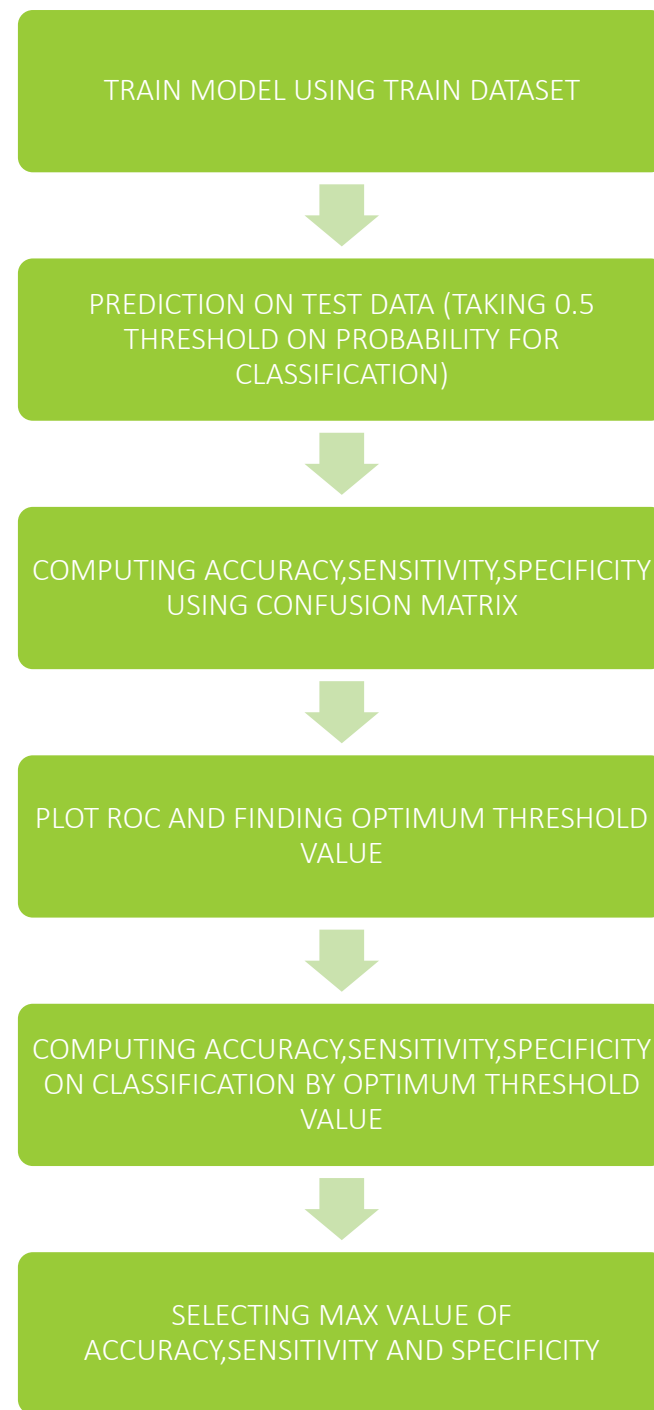 TRAIN MODEL USING TRAIN DATASET
PREDICTION ON TEST DATA (TAKING 0.5
THRESHOLD ON PROBABILITY FOR
CLASSIFICATION)
COMPUTING ACCURACY,SENSITIVITY,SPECIFICITY
USING CONFUSION MATRIX
PLOT ROC AND FINDING OPTIMUM THRESHOLD
VALUE
COMPUTING ACCURACY,SENSITIVITY,SPECIFICITY
ON CLASSIFICATION BY OPTIMUM THRESHOLD
VALUE
SELECTING MAX VALUE OF
ACCURACY,SENSITIVITY AND SPECIFICITY